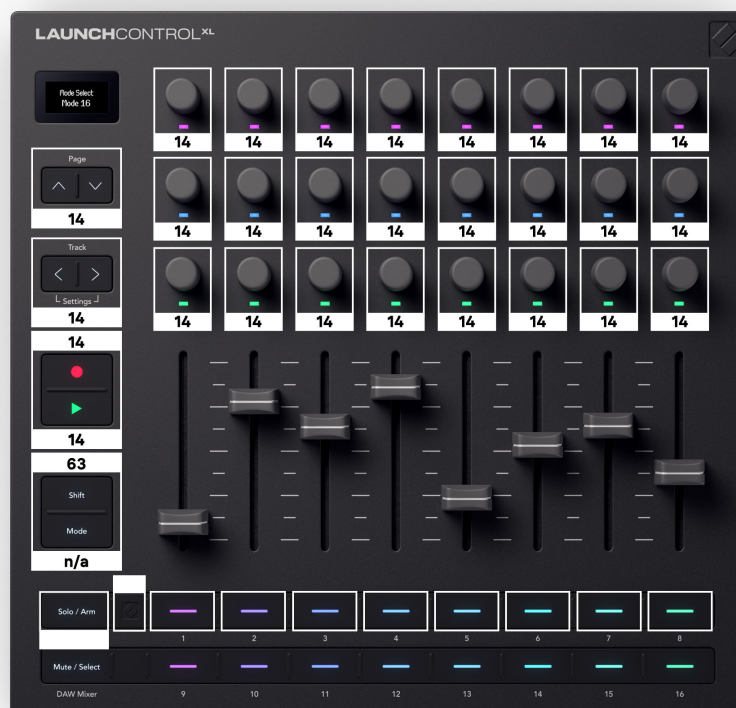 LAUNCHCONTROL XL
Mode Select
Mode 16
14 14 14 14 14 14 14 14
Page
14
14 14 14 14 14 14 14 14
Track
Settings
14
14 14 14 14 14 14 14 14
14
14
63
Shift
Mode
n/a
Solo / Arm
1 2 3 4 5 6 7 8
Mute / Select
DAW Mixer 9 10 11 12 13 14 15 16